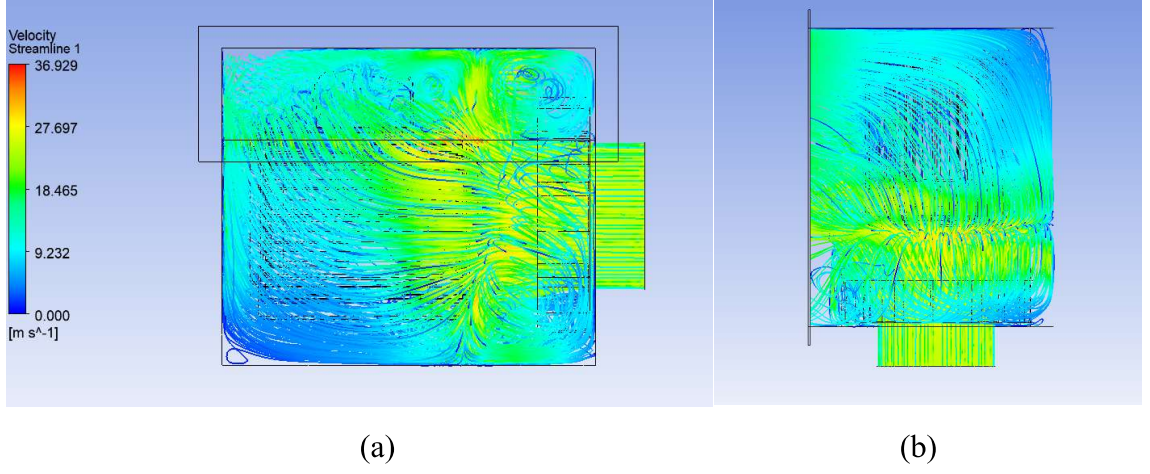 Velocity
Streamline 1
36.929
27.697
18.465
9.232
0.000
[m s^-1]
(a)
(b)